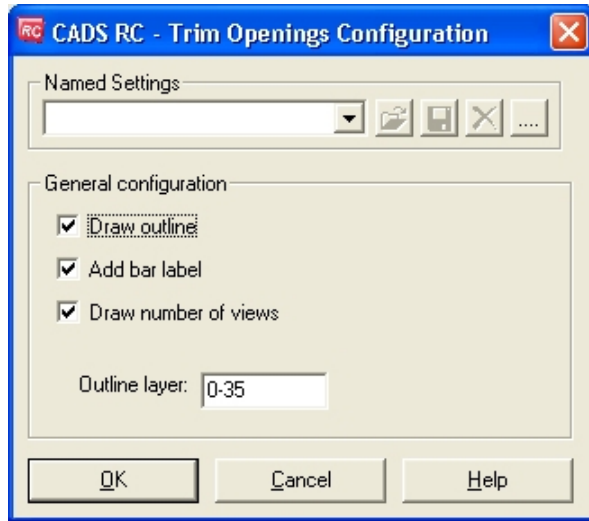 RC CADS RC - Trim Openings Configuration
Named Settings
....
General configuration
Draw outline
Add bar label
Draw number of views
Outline layer: 0-35
OK Cancel Help